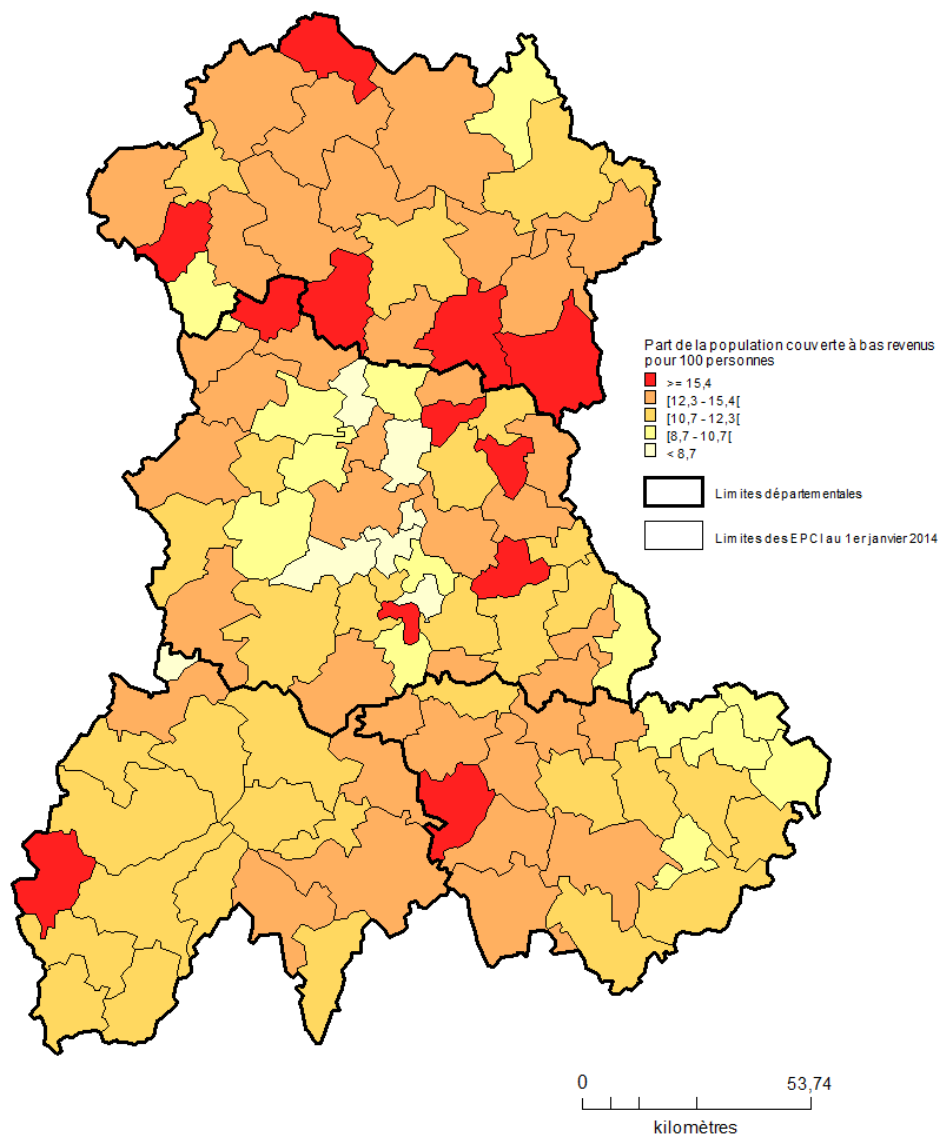 Part de la population couverte à bas revenus
pour 100 personnes
>= 15,4
[12,3 - 15,4[
[10,7 - 12,3[
[8,7 - 10,7[
< 8,7
Limites départementales
Limites des EPCI au 1er janvier 2014
0 53,74
kilomètres